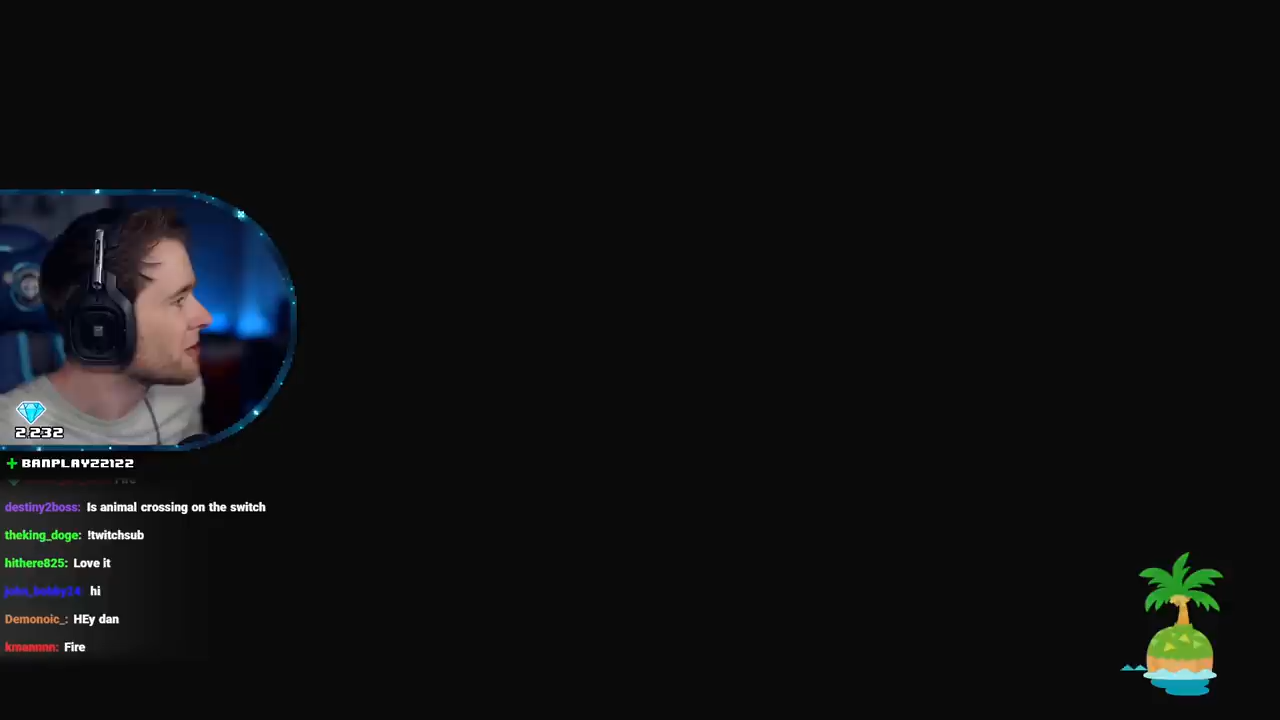 2,232
+ BANPLAY22122
destiny2boss: Is animal crossing on the switch
theking_doge: !twitchsub
hithere825: Love it
hi
Demonoic_: HEy dan
krnannnn: Fire